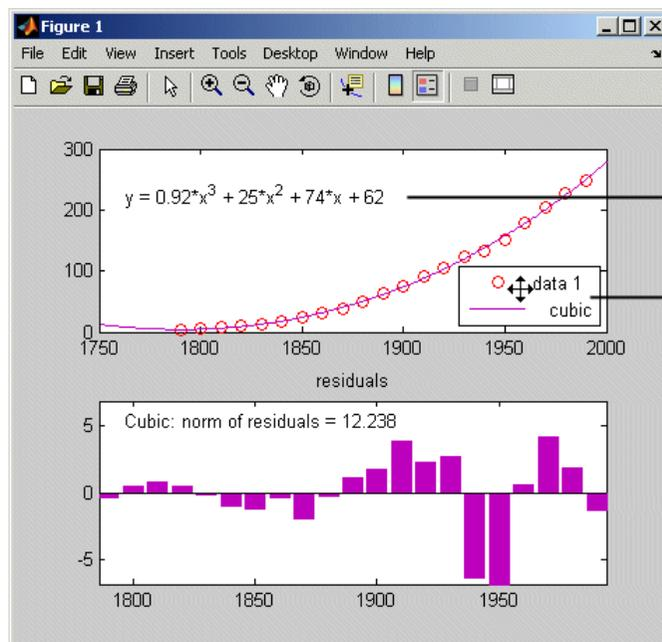 Figure 1
File Edit View Insert Tools Desktop Window Help
300
200
100
0
y = 0.92*x³ + 25*x² + 74*x + 62
data 1
cubic
1750 1800 1850 1900 1950 2000
residuals
Cubic: norm of residuals = 12.238
5
0
-5
1800 1850 1900 1950